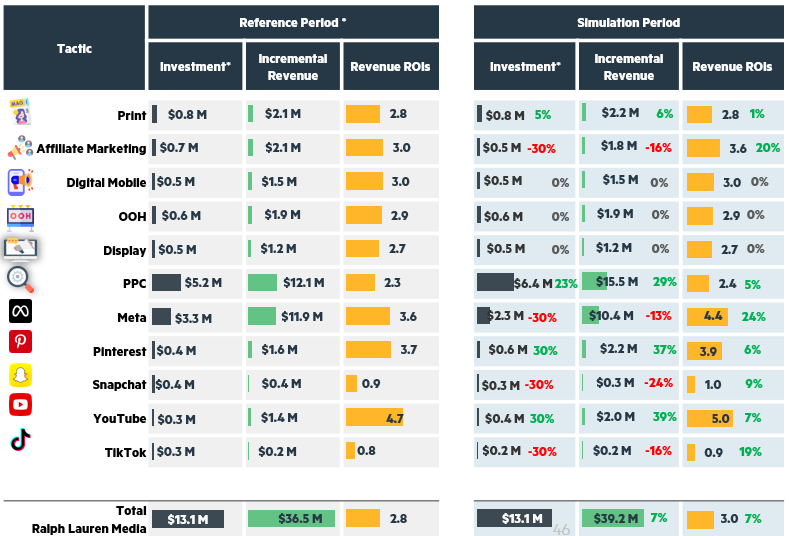 Tactic
Reference Period *
Simulation Period
Investment*
Incremental
Revenue
Revenue ROIs
Investment*
Incremental
Revenue
Revenue ROIs
MAG
Print $0.8 M $2.1 M 2.8 $0.8 M 5% $2.2 M 6% 2.8 1%
Affiliate Marketing $0.7 M $2.1 M 3.0 $0.5 M -30% $1.8 M -16% 3.6 20%
Digital Mobile $0.5 M $1.5 M 3.0 $0.5 M 0% $1.5 M 0% 3.0 0%
OOH
OOH $0.6 M $1.9 M 2.9 $0.6 M 0% $1.9 M 0% 2.9 0%
Display $0.5 M $1.2 M 2.7 $0.5 M 0% $1.2 M 0% 2.7 0%
PPC $5.2 M $12.1 M 2.3 $6.4 M 23% $15.5 M 29% 2.4 5%
Meta $3.3 M $11.9 M 3.6 $2.3 M -30% $10.4 M -13% 4.4 24%
Pinterest $0.4 M $1.6 M 3.7 $0.6 M 30% $2.2 M 37% 3.9 6%
Snapchat $0.4 M $0.4 M 0.9 $0.3 M -30% $0.3 M -24% 1.0 9%
YouTube $0.3 M $1.4 M 4.7 $0.4 M 30% $2.0 M 39% 5.0 7%
TikTok $0.3 M $0.2 M 0.8 $0.2 M -30% $0.2 M -16% 0.9 19%
Total
Ralph Lauren Media $13.1 M $36.5 M 2.8 $13.1 M $39.2 M 7% 3.0 7%
46